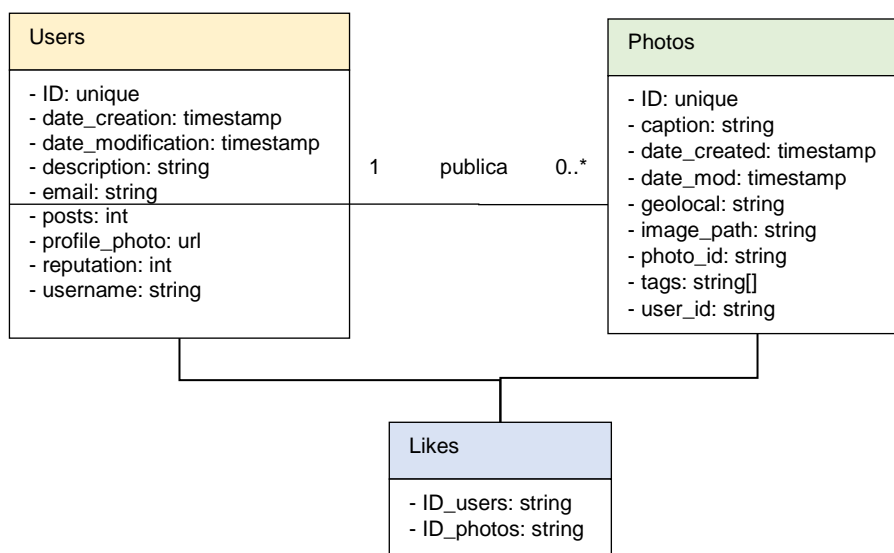 Users
- ID: unique
- date_creation: timestamp
- date_modification: timestamp
- description: string
- email: string
- posts: int
- profile_photo: url
- reputation: int
- username: string
1 publica 0..*
Photos
- ID: unique
- caption: string
- date_created: timestamp
- date_mod: timestamp
- geolocal: string
- image_path: string
- photo_id: string
- tags: string[]
- user_id: string
Likes
- ID_users: string
- ID_photos: string